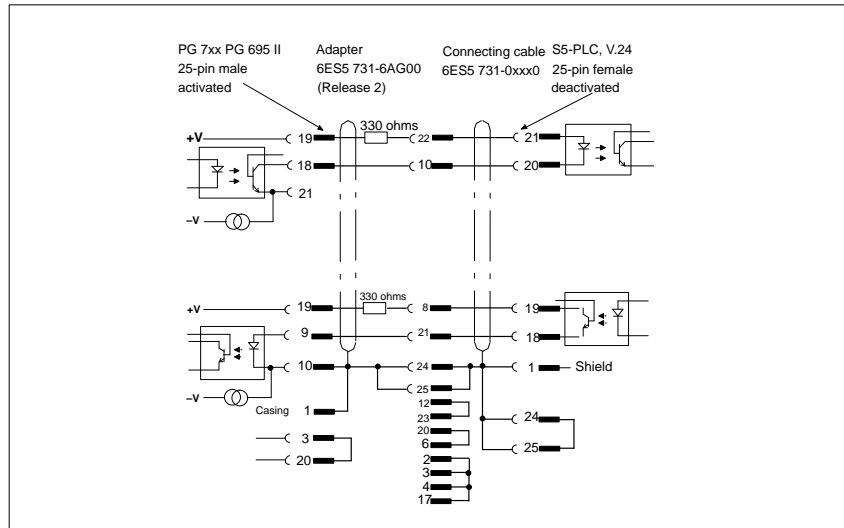 PG 7xx PG 695 II
25-pin male
activated
Adapter
6ES5 731-6AG00
(Release 2)
Connecting cable
6ES5 731-0xxx0
S5-PLC, V.24
25-pin female
deactivated
+V 19 330 ohms 22 21
18 10 20
21
–V
+V 19 330 ohms 8 19
9 21 18
10 24 1 Shield
25
–V
12
Casing 1 23 24
3 20
6 25
20 2
3
4
17